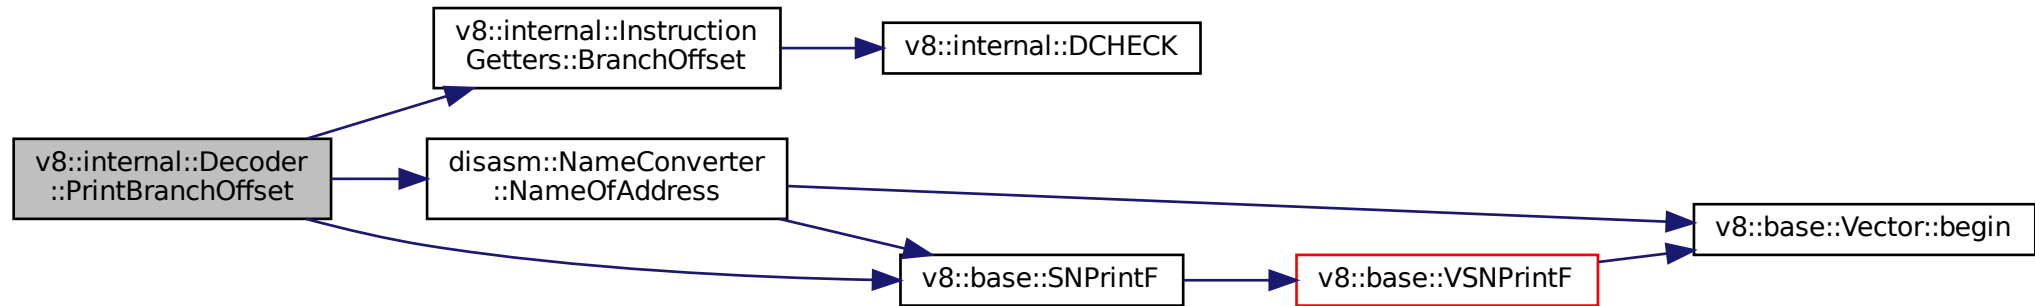 v8::internal::Decoder
::PrintBranchOffset
v8::internal::Instruction
Getters::BranchOffset
v8::internal::DCHECK
disasm::NameConverter
::NameOfAddress
v8::base::SNPrintF
v8::base::VSNPrintF
v8::base::Vector::begin